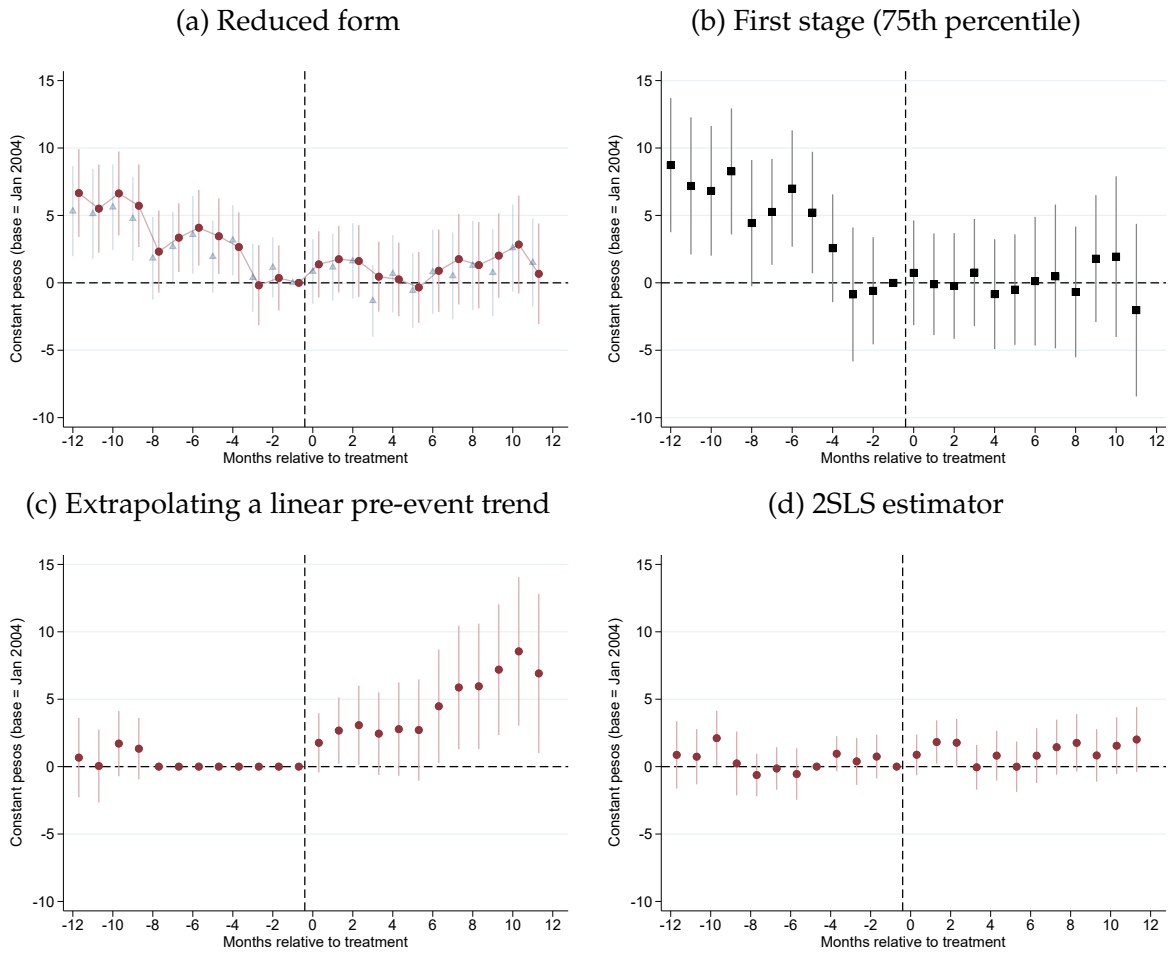 (a) Reduced form
Constant pesos (base = Jan 2004)
15
10
5
0
-5
-10
-12 -10 -8 -6 -4 -2 0 2 4 6 8 10 12
Months relative to treatment
(b) First stage (75th percentile)
Constant pesos (base = Jan 2004)
15
10
5
0
-5
-10
-12 -10 -8 -6 -4 -2 0 2 4 6 8 10 12
Months relative to treatment
(c) Extrapolating a linear pre-event trend
Constant pesos (base = Jan 2004)
15
10
5
0
-5
-10
-12 -10 -8 -6 -4 -2 0 2 4 6 8 10 12
Months relative to treatment
(d) 2SLS estimator
Constant pesos (base = Jan 2004)
15
10
5
0
-5
-10
-12 -10 -8 -6 -4 -2 0 2 4 6 8 10 12
Months relative to treatment